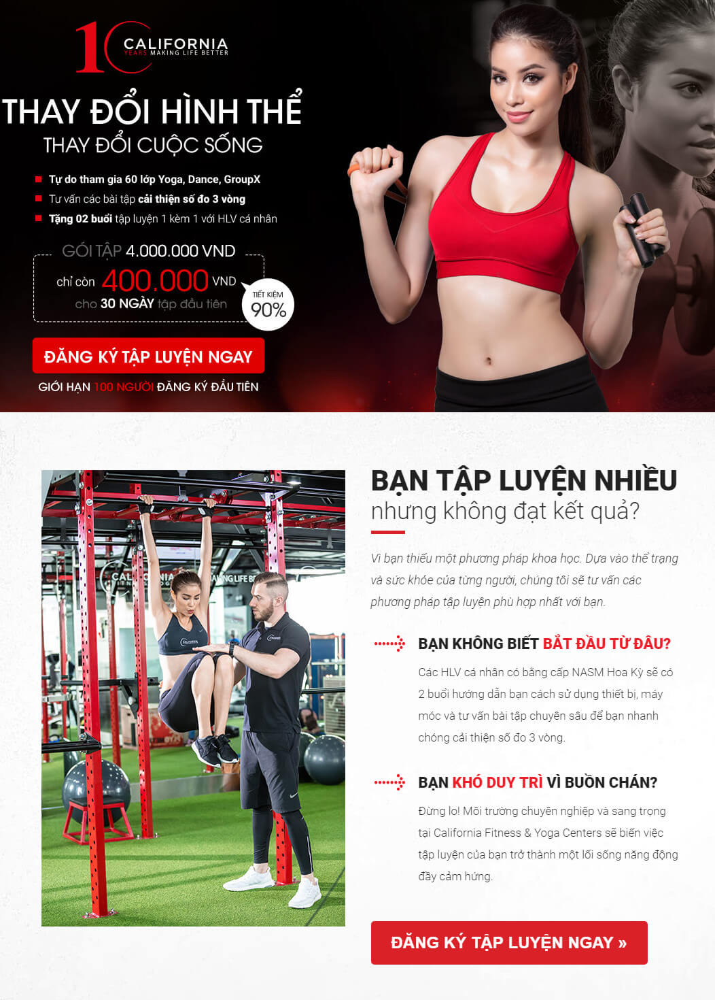 10 CALIFORNIA
YEARS MAKING LIFE BETTER
THAY ĐỔI HÌNH THỂ
THAY ĐỔI CUỘC SỐNG
Tự do tham gia 60 lớp Yoga, Dance, GroupX
Tư vấn các bài tập cải thiện số đo 3 vòng
Tặng 02 buổi tập luyện 1 kèm 1 với HLV cá nhân
GÓI TẬP 4.000.000 VND
chỉ còn 400.000 VND
cho 30 NGÀY tập đầu tiên
TIẾT KIỆM
90%
ĐĂNG KÝ TẬP LUYỆN NGAY
GIỚI HẠN 100 NGƯỜI ĐĂNG KÝ ĐẦU TIÊN
BẠN TẬP LUYỆN NHIỀU
nhưng không đạt kết quả?
Vì bạn thiếu một phương pháp khoa học. Dựa vào thể trạng
và sức khỏe của từng người, chúng tôi sẽ tư vấn các
phương pháp tập luyện phù hợp nhất với bạn.
BẠN KHÔNG BIẾT BẮT ĐẦU TỪ ĐÂU?
Các HLV cá nhân có bằng cấp NASM Hoa Kỳ sẽ có
2 buổi hướng dẫn bạn cách sử dụng thiết bị, máy
móc và tư vấn bài tập chuyên sâu để bạn nhanh
chóng cải thiện số đo 3 vòng.
BẠN KHÓ DUY TRÌ VÌ BUỒN CHÁN?
Đừng lo! Môi trường chuyên nghiệp và sang trọng
tại California Fitness & Yoga Centers sẽ biến việc
tập luyện của bạn trở thành một lối sống năng động
đầy cảm hứng.
ĐĂNG KÝ TẬP LUYỆN NGAY »
CALIFORNIA